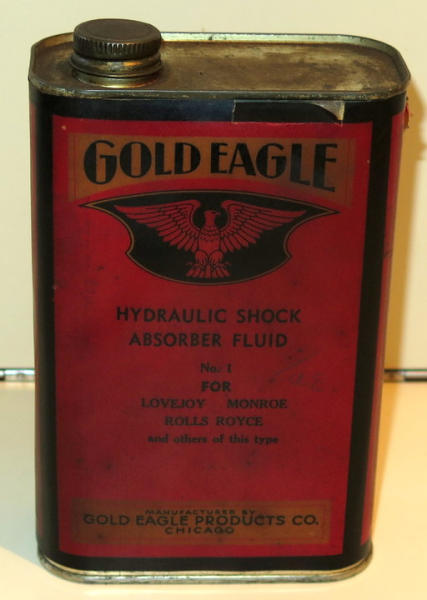 GOLD EAGLE
HYDRAULIC SHOCK
ABSORBER FLUID
No. 1
FOR
LOVEJOY MONROE
ROLLS ROYCE
and others of this type
MANUFACTURED BY
GOLD EAGLE PRODUCTS CO.
CHICAGO